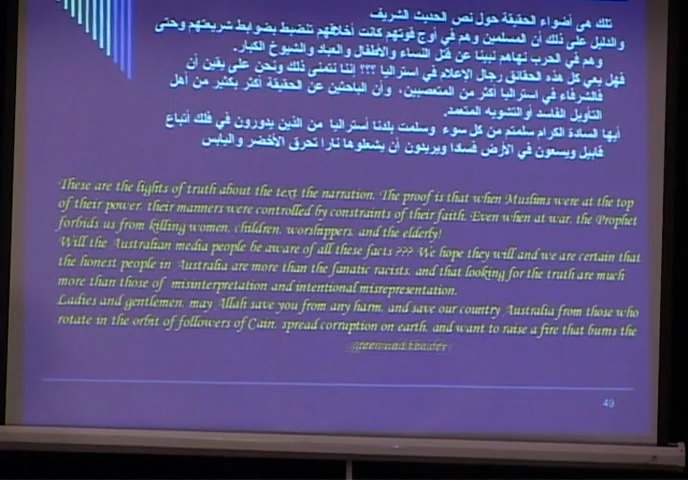 تلك هى أضواء الحقيقة حول نص الحديث الشريف
والدليل على ذلك أن المسلمين وهم في أوج قوتهم كانت أخلاقهم تنضبط بضوابط شريعتهم وحتى
وهم في الحرب نهاهم نبينا عن قتل النساء والأطفال والعباد والشيوخ الكبار.
فهل يعي كل هذه الحقائق رجال الإعلام في استراليا ؟؟؟ إننا نتمنى ذلك ونحن على يقين أن
فالشرفاء في استراليا أكثر من المتعصبين، وأن الباحثين عن الحقيقة أكثر بكثير من أهل
التأويل الفاسد أو التشويه المتعمد.
أيها السادة الكرام سلمتم من كل سوء وسلمت بلدنا أستراليا من الذين يدورون في فلك أتباع
قابيل ويسعون في الأرض فسادا ويريدون أن يشعلوها نارا تحرق الأخضر واليابس
These are the lights of truth about the text the narration. The proof is that when Muslims were at the top
of their power, their manners were controlled by constraints of their faith. Even when at war, the Prophet
forbids us from killing women, children, worshippers, and the elderly!
Will the Australian media people be aware of all these facts ??? We hope they will and we are certain that
the honest people in Australia are more than the fanatic racists, and that looking for the truth are much
more than those of misinterpretation and intentional misrepresentation.
Ladies and gentlemen, may Allah save you from any harm, and save our country Australia from those who
rotate in the orbit of followers of Cain, spread corruption on earth, and want to raise a fire that burns the
49